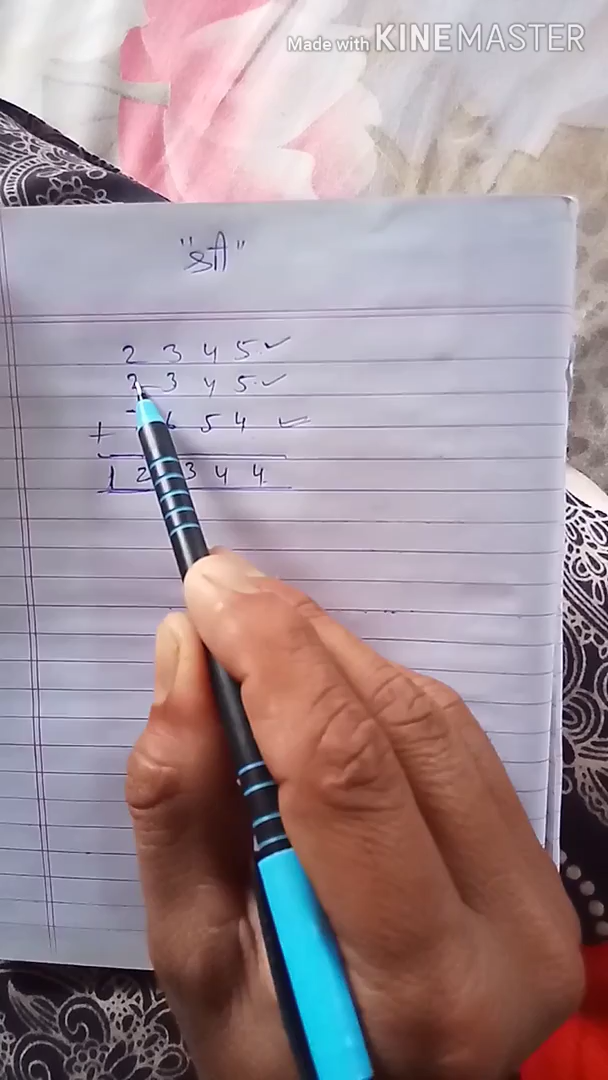 Made with KINEMASTER
"श्री"
2 3 4 5 ✓
2 3 4 5 ✓
+ 7 6 5 4 ✓
1 2 3 4 4